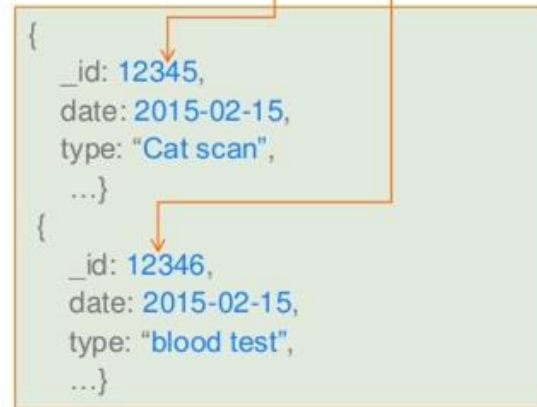 {
_id: 12345,
date: 2015-02-15,
type: “Cat scan”,
…}
{
_id: 12346,
date: 2015-02-15,
type: “blood test”,
…}